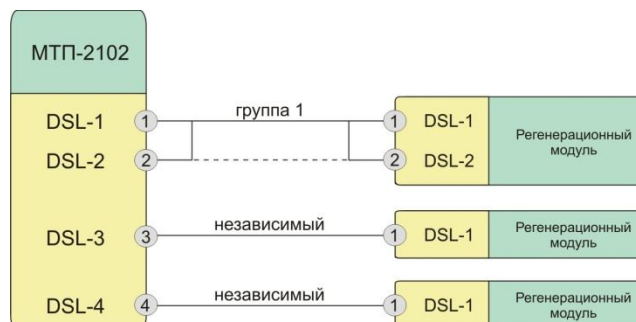 МТП-2102
DSL-1
1
группа 1
1
DSL-1
Регенерационный
модуль
DSL-2
2
2
DSL-2
DSL-3
3
независимый
1
DSL-1
Регенерационный
модуль
DSL-4
4
независимый
1
DSL-1
Регенерационный
модуль